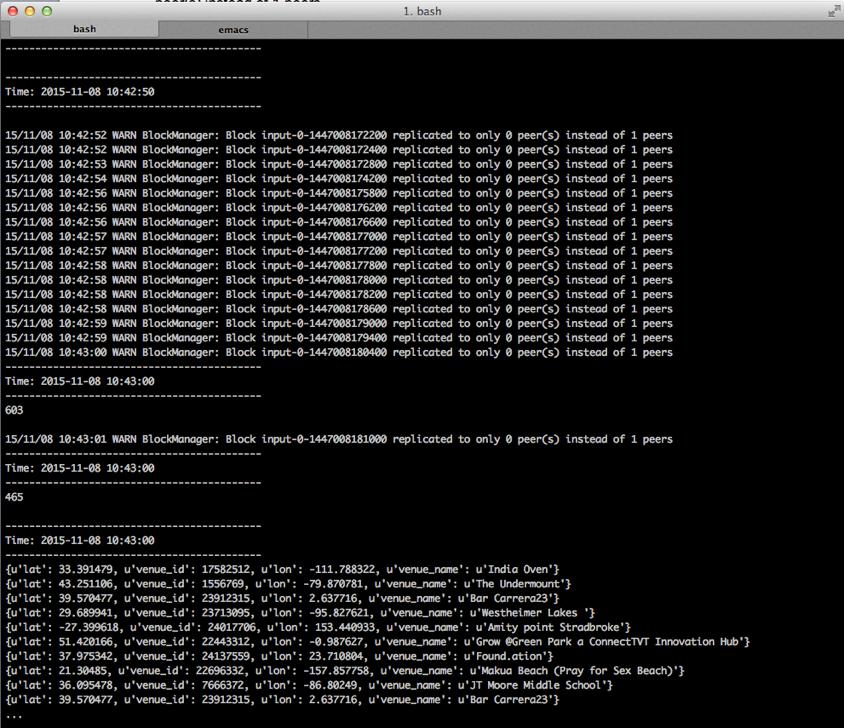 1. bash
bash
emacs
-------------------------------------------
-------------------------------------------
Time: 2015-11-08 10:42:50
-------------------------------------------
15/11/08 10:42:52 WARN BlockManager: Block input-0-1447008172200 replicated to only 0 peer(s) instead of 1 peers
15/11/08 10:42:52 WARN BlockManager: Block input-0-1447008172400 replicated to only 0 peer(s) instead of 1 peers
15/11/08 10:42:53 WARN BlockManager: Block input-0-1447008172800 replicated to only 0 peer(s) instead of 1 peers
15/11/08 10:42:54 WARN BlockManager: Block input-0-1447008174200 replicated to only 0 peer(s) instead of 1 peers
15/11/08 10:42:56 WARN BlockManager: Block input-0-1447008175800 replicated to only 0 peer(s) instead of 1 peers
15/11/08 10:42:56 WARN BlockManager: Block input-0-1447008176200 replicated to only 0 peer(s) instead of 1 peers
15/11/08 10:42:56 WARN BlockManager: Block input-0-1447008176600 replicated to only 0 peer(s) instead of 1 peers
15/11/08 10:42:57 WARN BlockManager: Block input-0-1447008177000 replicated to only 0 peer(s) instead of 1 peers
15/11/08 10:42:57 WARN BlockManager: Block input-0-1447008177200 replicated to only 0 peer(s) instead of 1 peers
15/11/08 10:42:58 WARN BlockManager: Block input-0-1447008177800 replicated to only 0 peer(s) instead of 1 peers
15/11/08 10:42:58 WARN BlockManager: Block input-0-1447008178000 replicated to only 0 peer(s) instead of 1 peers
15/11/08 10:42:58 WARN BlockManager: Block input-0-1447008178200 replicated to only 0 peer(s) instead of 1 peers
15/11/08 10:42:58 WARN BlockManager: Block input-0-1447008178600 replicated to only 0 peer(s) instead of 1 peers
15/11/08 10:42:59 WARN BlockManager: Block input-0-1447008179000 replicated to only 0 peer(s) instead of 1 peers
15/11/08 10:42:59 WARN BlockManager: Block input-0-1447008179400 replicated to only 0 peer(s) instead of 1 peers
15/11/08 10:43:00 WARN BlockManager: Block input-0-1447008180400 replicated to only 0 peer(s) instead of 1 peers
-------------------------------------------
Time: 2015-11-08 10:43:00
-------------------------------------------
603
15/11/08 10:43:01 WARN BlockManager: Block input-0-1447008181000 replicated to only 0 peer(s) instead of 1 peers
-------------------------------------------
Time: 2015-11-08 10:43:00
-------------------------------------------
465
-------------------------------------------
Time: 2015-11-08 10:43:00
-------------------------------------------
{u'lat': 33.391479, u'venue_id': 17582512, u'lon': -111.788322, u'venue_name': u'India Oven'}
{u'lat': 43.251106, u'venue_id': 1556769, u'lon': -79.870781, u'venue_name': u'The Undermount'}
{u'lat': 39.570477, u'venue_id': 23912315, u'lon': 2.637716, u'venue_name': u'Bar Carrera23'}
{u'lat': 29.689941, u'venue_id': 23713095, u'lon': -95.827621, u'venue_name': u'Westheimer Lakes '}
{u'lat': -27.399618, u'venue_id': 24017706, u'lon': 153.440933, u'venue_name': u'Amity point Stradbroke'}
{u'lat': 51.420166, u'venue_id': 22443312, u'lon': -0.987627, u'venue_name': u'Grow @Green Park a ConnectTVT Innovation Hub'}
{u'lat': 37.975342, u'venue_id': 24137559, u'lon': 23.710804, u'venue_name': u'Found.ation'}
{u'lat': 21.30485, u'venue_id': 22696332, u'lon': -157.857758, u'venue_name': u'Makua Beach (Pray for Sex Beach)'}
{u'lat': 36.095478, u'venue_id': 7666372, u'lon': -86.80249, u'venue_name': u'JT Moore Middle School'}
{u'lat': 39.570477, u'venue_id': 23912315, u'lon': 2.637716, u'venue_name': u'Bar Carrera23'}
...